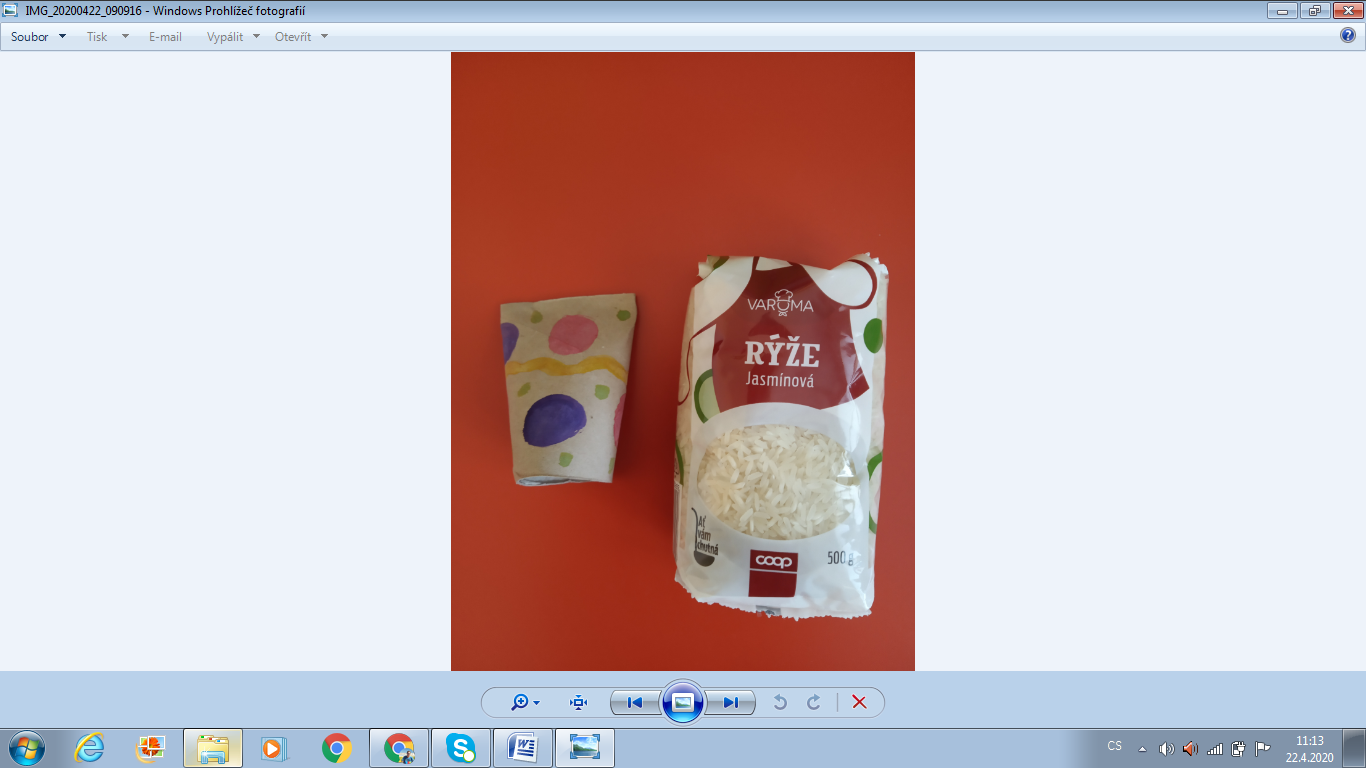 IMG_20200422_090916 - Windows Prohlížeč fotografií
Soubor Tisk E-mail Vypálit Otevřít
VAROMA
RÝŽE
Jasmínová
Ať
vám
chutná
coop
500 g
CS
11:13
22.4.2020